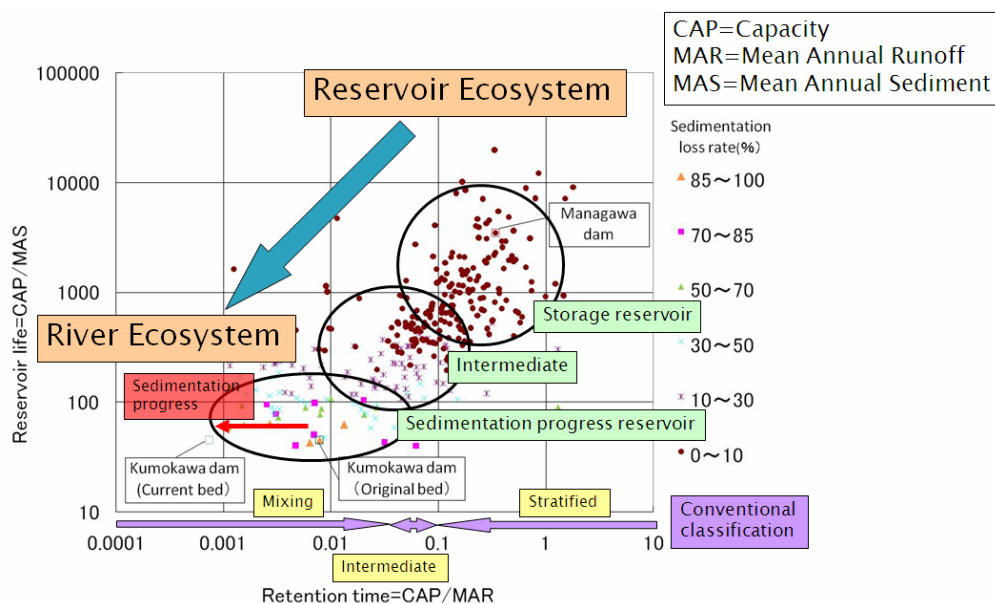 CAP=Capacity
MAR=Mean Annual Runoff
MAS=Mean Annual Sediment
Reservoir Ecosystem
River Ecosystem
Sedimentation
progress
Managawa
dam
Storage reservoir
Intermediate
Sedimentation progress reservoir
Kumokawa dam
(Current bed)
Kumokawa dam
(Original bed)
Reservoir life=CAP/MAS
100000
10000
1000
100
10
0.0001
0.001
0.01
0.1
1
10
Mixing
Stratified
Intermediate
Conventional
classification
Retention time=CAP/MAR
Sedimentation
loss rate(%)
85～100
70～85
50～70
30～50
10～30
0～10